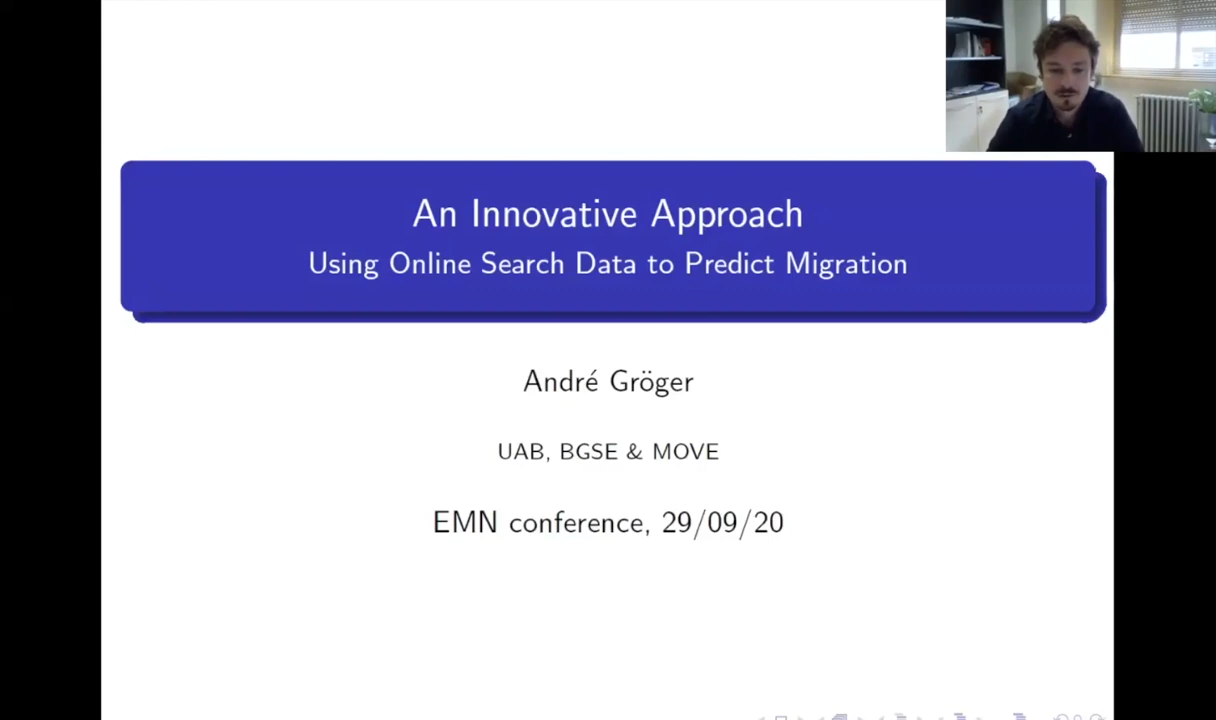 An Innovative Approach
Using Online Search Data to Predict Migration
André Gröger
UAB, BGSE & MOVE
EMN conference, 29/09/20